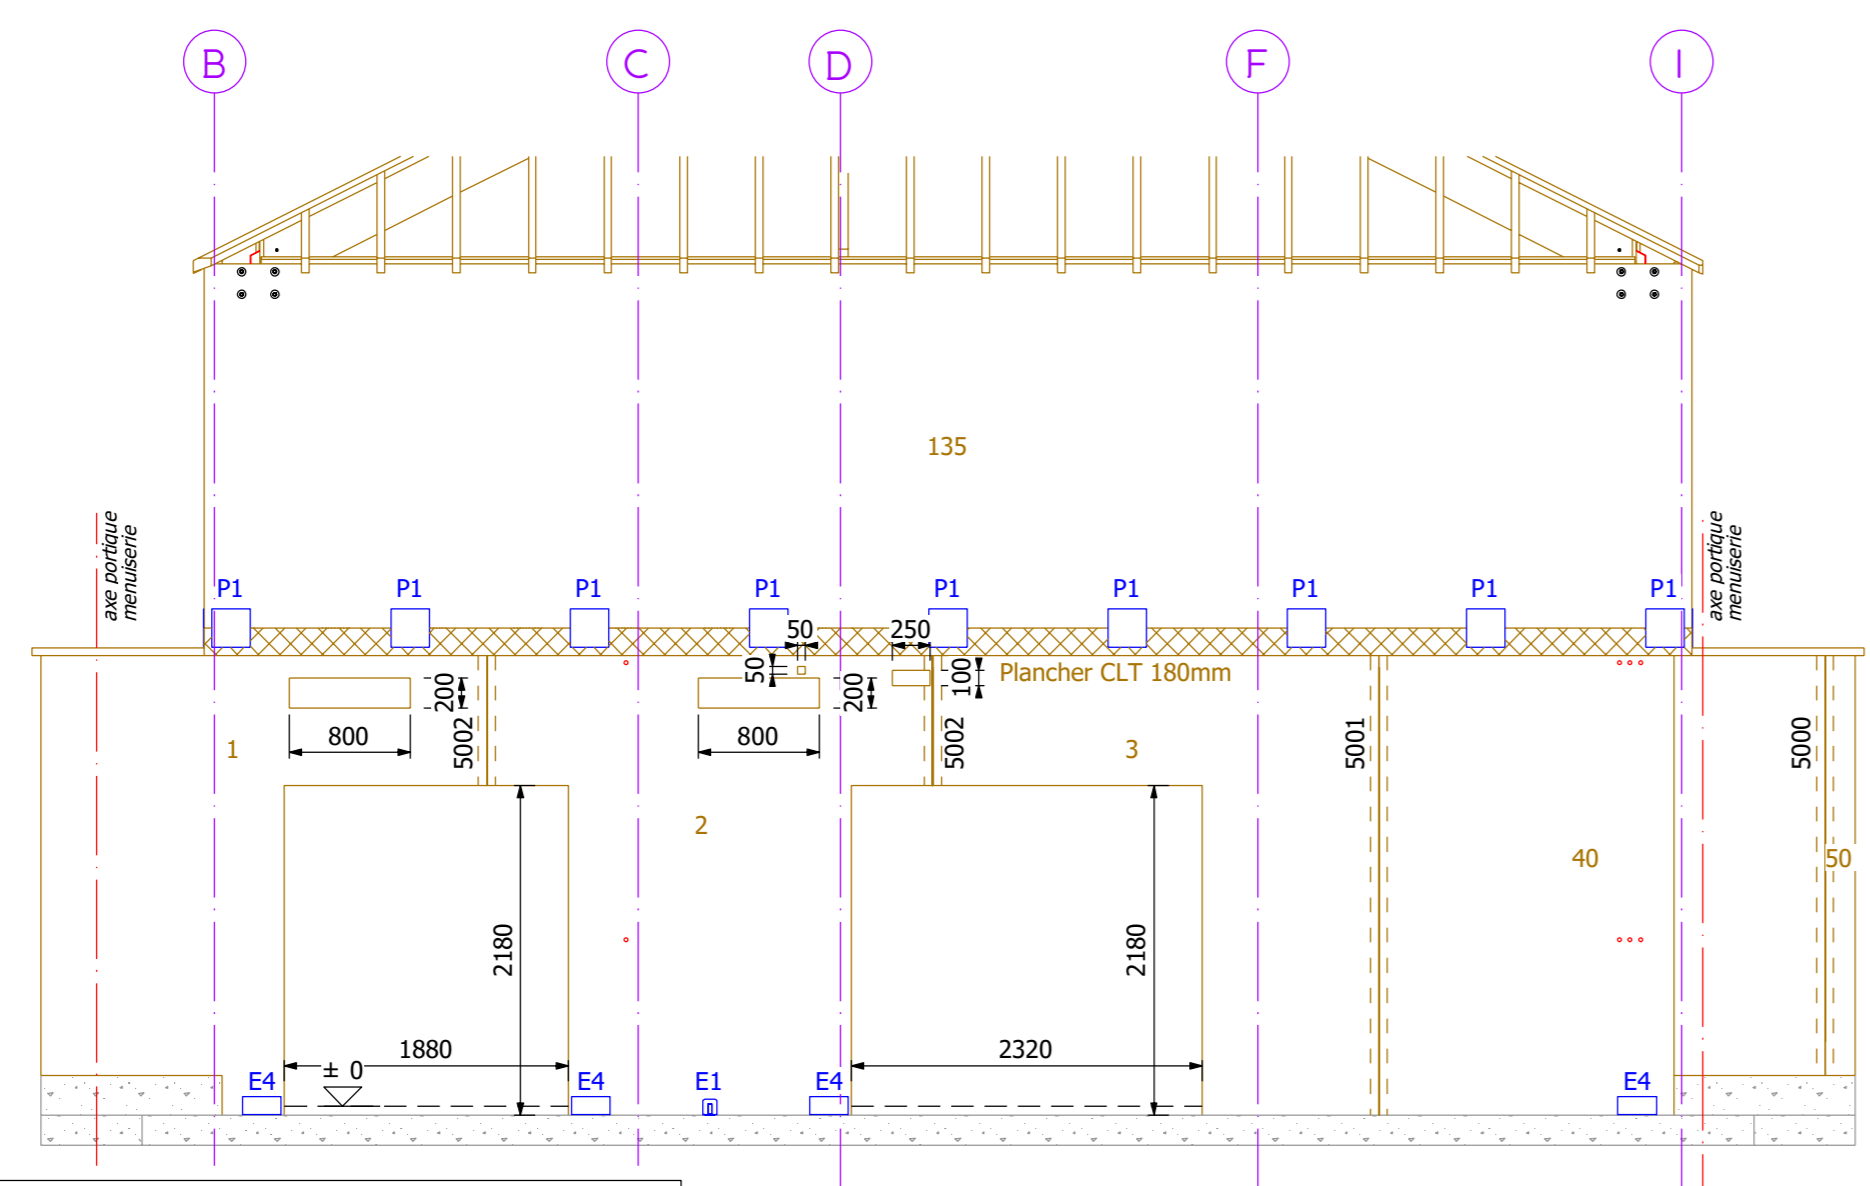 B C D F I
135
axe portique
menuiserie
axe portique
menuiserie
P1 P1 P1 P1 P1 P1 P1 P1 P1
50 250
50 100
Plancher CLT 180mm
200 200
800 800
5002 5002 5001 5000
1 3
2
40 50
2180 2180
1880 2320
± 0
E4 E4 E1 E4 E4